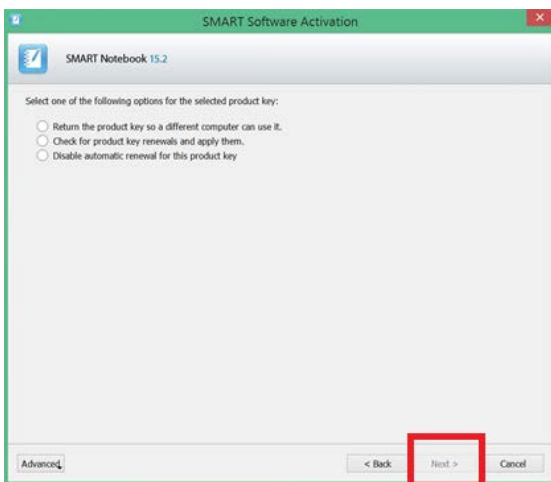 SMART Software Activation
SMART Notebook 15.2
Select one of the following options for the selected product key:
Return the product key so a different computer can use it.
Check for product key renewals and apply them.
Disable automatic renewal for this product key
Advanced
< Back
Next >
Cancel